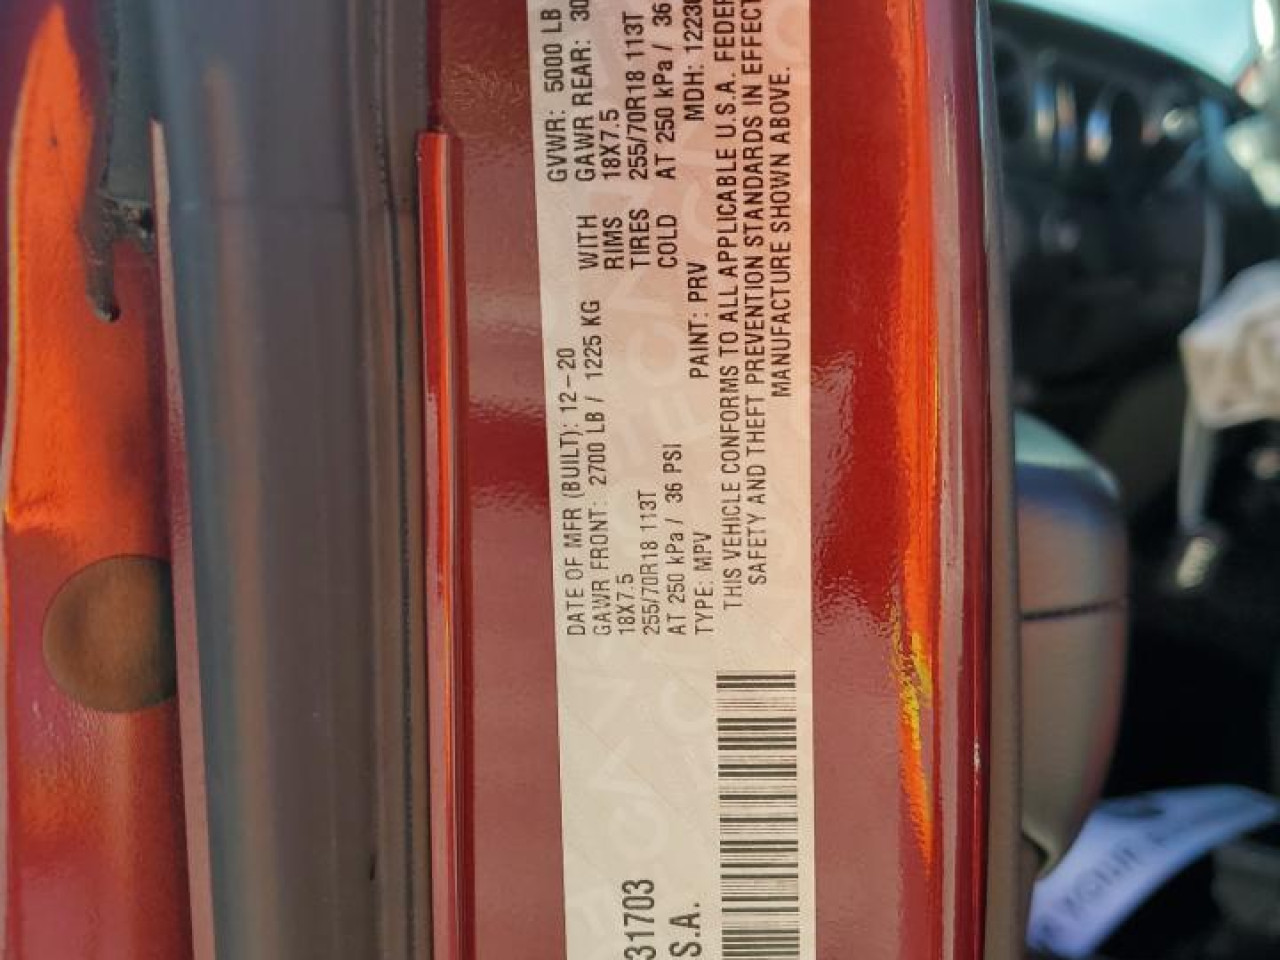 DATE OF MFR (BUILT): 12-20 GVWR: 5000 LB
GAWR FRONT: 2700 LB / 1225 KG WITH GAWR REAR: 30
18X7.5 RIMS 18X7.5
255/70R18 113T TIRES 255/70R18 113T
AT 250 kPa / 36 PSI COLD AT 250 kPa / 36
TYPE: MPV PAINT: PRV MDH: 12230
THIS VEHICLE CONFORMS TO ALL APPLICABLE U.S.A. FEDER
SAFETY AND THEFT PREVENTION STANDARDS IN EFFECT
MANUFACTURE SHOWN ABOVE.
31703
S.A.